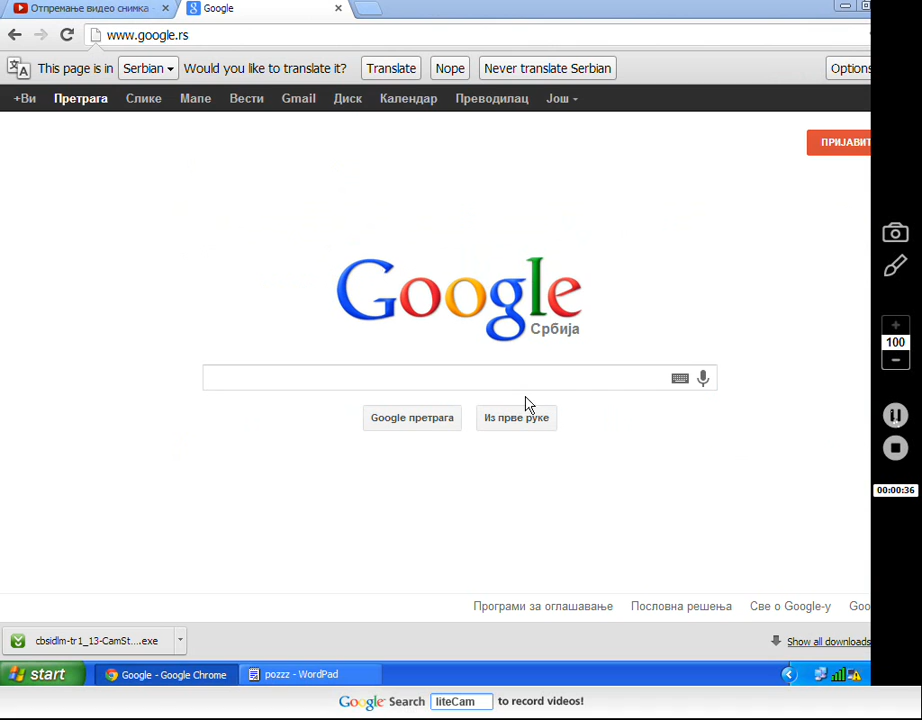 Отпремање видео снимка
Google
www.google.rs
This page is in Serbian Would you like to translate it? Translate Nope Never translate Serbian Options
+Ви Претрага Слике Мапе Вести Gmail Диск Календар Преводилац Још
ПРИЈАВИТ
Google
Србија
Google претрага Из прве руке
100
00:00:36
Програми за оглашавање Пословна решења Све о Google-у Goo
cbsidlm-tr1_13-CamSt....exe Show all downloads
start Google - Google Chrome pozzz - WordPad
Google Search liteCam to record videos!